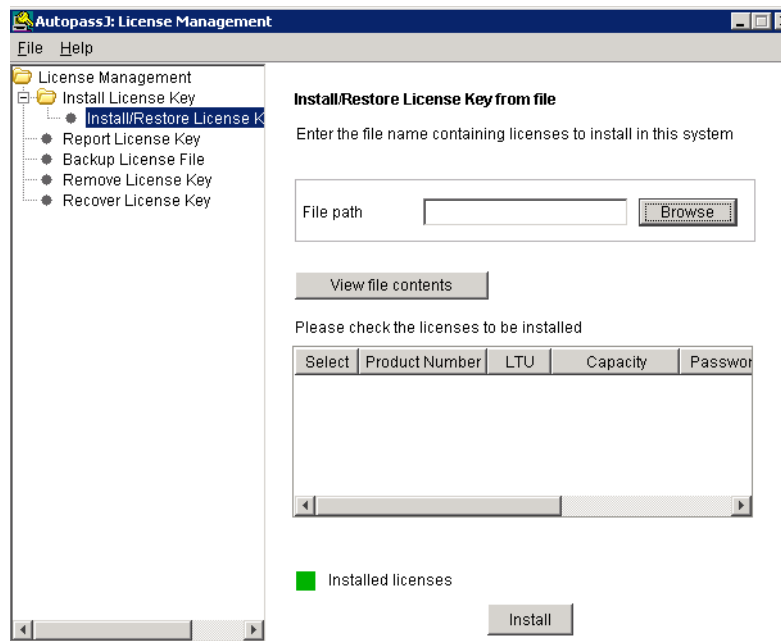 AutopassJ: License Management
File Help
License Management
Install License Key
Install/Restore License K
Report License Key
Backup License File
Remove License Key
Recover License Key
Install/Restore License Key from file
Enter the file name containing licenses to install in this system
File path Browse
View file contents
Please check the licenses to be installed
Select Product Number LTU Capacity Passwor
Installed licenses
Install